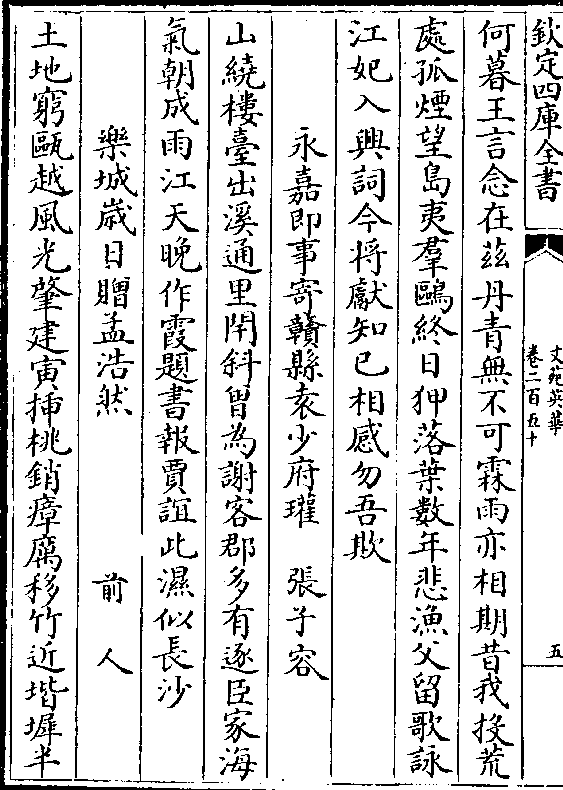 欽定四庫全書
文苑英華
卷二百五十
五
何暮王言念在茲丹青無不可霖雨亦相期昔我投荒
處孤煙望島夷羣鷗終日狎落葉數年悲漁父留歌詠
江妃入興詞今將獻知已相感勿吾欺
永嘉即事寄贛縣袁少府瓘　張子容
山繞樓臺出溪通里閈斜曽為謝客郡多有逐臣家海
氣朝成雨江天晚作霞題書報賈誼此濕似長沙
樂城嵗日贈孟浩然　前人
土地窮甌越風光肇建寅揷桃銷瘴厲移竹近堦墀半